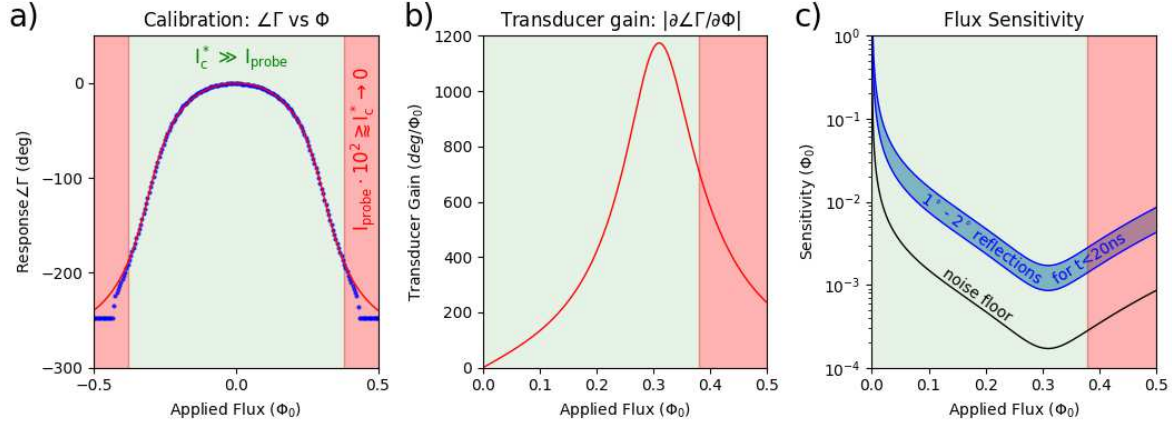 a)
Calibration: ∠Γ vs Φ
I_c^* ≫ I_probe
I_probe · 10² ⪆ I_c^* → 0
0
−100
−200
−300
Response∠Γ (deg)
−0.5
0.0
0.5
Applied Flux (Φ₀)
b)
Transducer gain: |∂∠Γ/∂Φ|
1200
1000
800
600
400
200
0
Transducer Gain (deg/Φ₀)
0.0
0.1
0.2
0.3
0.4
0.5
Applied Flux (Φ₀)
c)
Flux Sensitivity
10⁰
10⁻¹
10⁻²
10⁻³
10⁻⁴
Sensitivity (Φ₀)
1° - 2° reflections
for t<20ns
noise floor
0.0
0.1
0.2
0.3
0.4
0.5
Applied Flux (Φ₀)